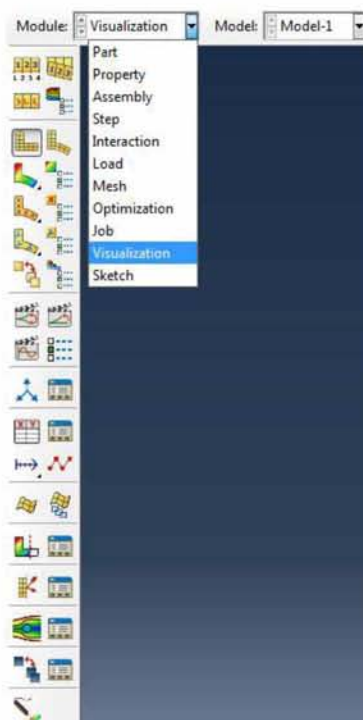 Module: Visualization Model: Model-1
Part
Property
Assembly
Step
Interaction
Load
Mesh
Optimization
Job
Visualization
Sketch